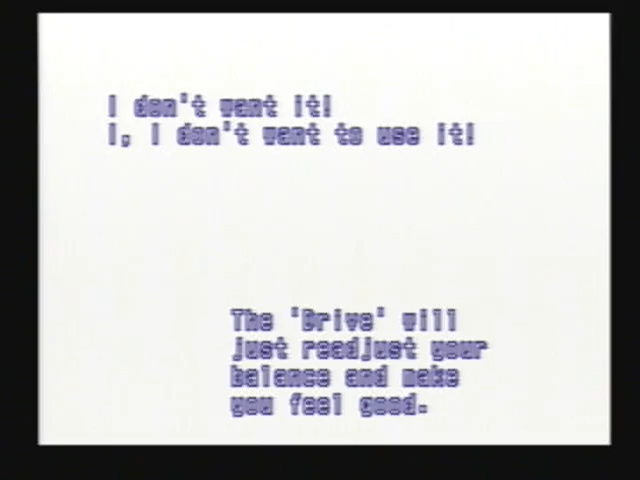 I don't want it!
I, I don't want to use it!
The 'Drive' will
just readjust your
balance and make
you feel good.